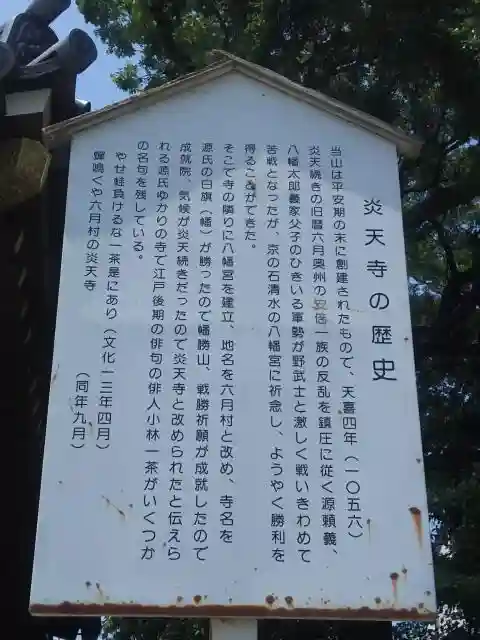 炎天寺の歴史
当山は平安期の末に創建されたもので、天喜四年（一〇五六）
炎天続きの旧暦六月奥州の安倍一族の反乱を鎮圧に従く源頼義、
八幡太郎義家父子のひきいる軍勢が野武士と激しく戦いきわめて
苦戦となったが、京の石清水の八幡宮に祈念し、ようやく勝利を
得ることができた。
そこで寺の隣りに八幡宮を建立、地名を六月村と改め、寺名を
源氏の白旗（幡）が勝ったので幡勝山、戦勝祈願が成就したので
成就院、気候が炎天続きだったので炎天寺と改められたと伝えら
れる源氏ゆかりの寺で江戸後期の俳句の俳人小林一茶がいくつか
の名句を残している。
や世蛙負けるな一茶是にあり（文化一三年四月）
蝉鳴くや六月村の炎天寺
（同年九月）